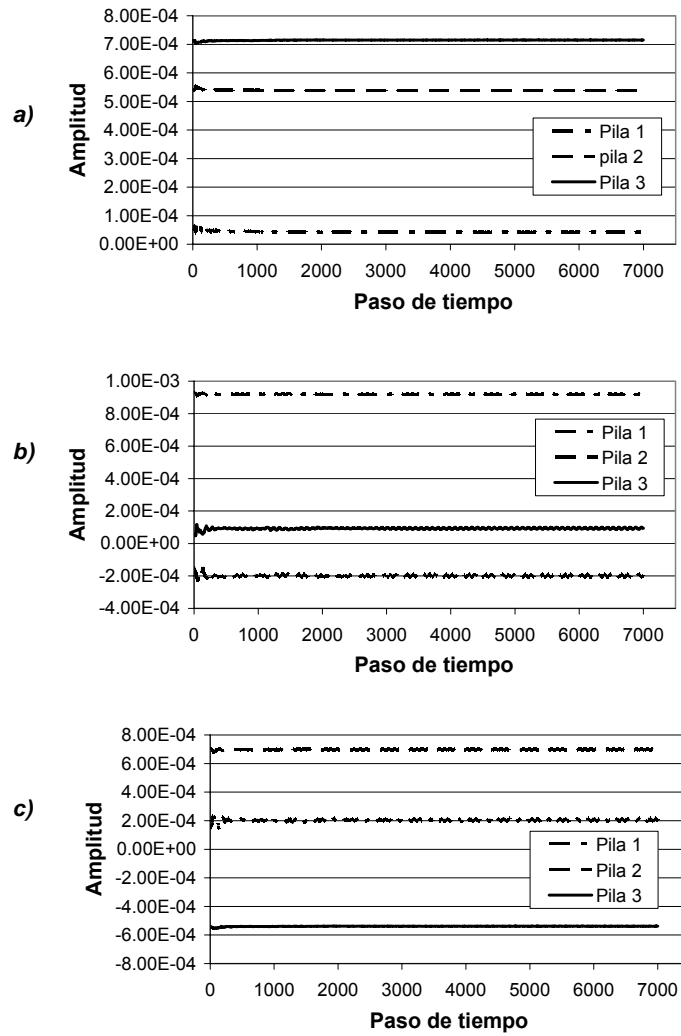 a)
Amplitud
8.00E-04
7.00E-04
6.00E-04
5.00E-04
4.00E-04
3.00E-04
2.00E-04
1.00E-04
0.00E+00
Pila 1
pila 2
Pila 3
0 1000 2000 3000 4000 5000 6000 7000
Paso de tiempo
b)
Amplitud
1.00E-03
8.00E-04
6.00E-04
4.00E-04
2.00E-04
0.00E+00
-2.00E-04
-4.00E-04
Pila 1
Pila 2
Pila 3
0 1000 2000 3000 4000 5000 6000 7000
Paso de tiempo
c)
Amplitud
8.00E-04
6.00E-04
4.00E-04
2.00E-04
0.00E+00
-2.00E-04
-4.00E-04
-6.00E-04
-8.00E-04
Pila 1
Pila 2
Pila 3
0 1000 2000 3000 4000 5000 6000 7000
Paso de tiempo